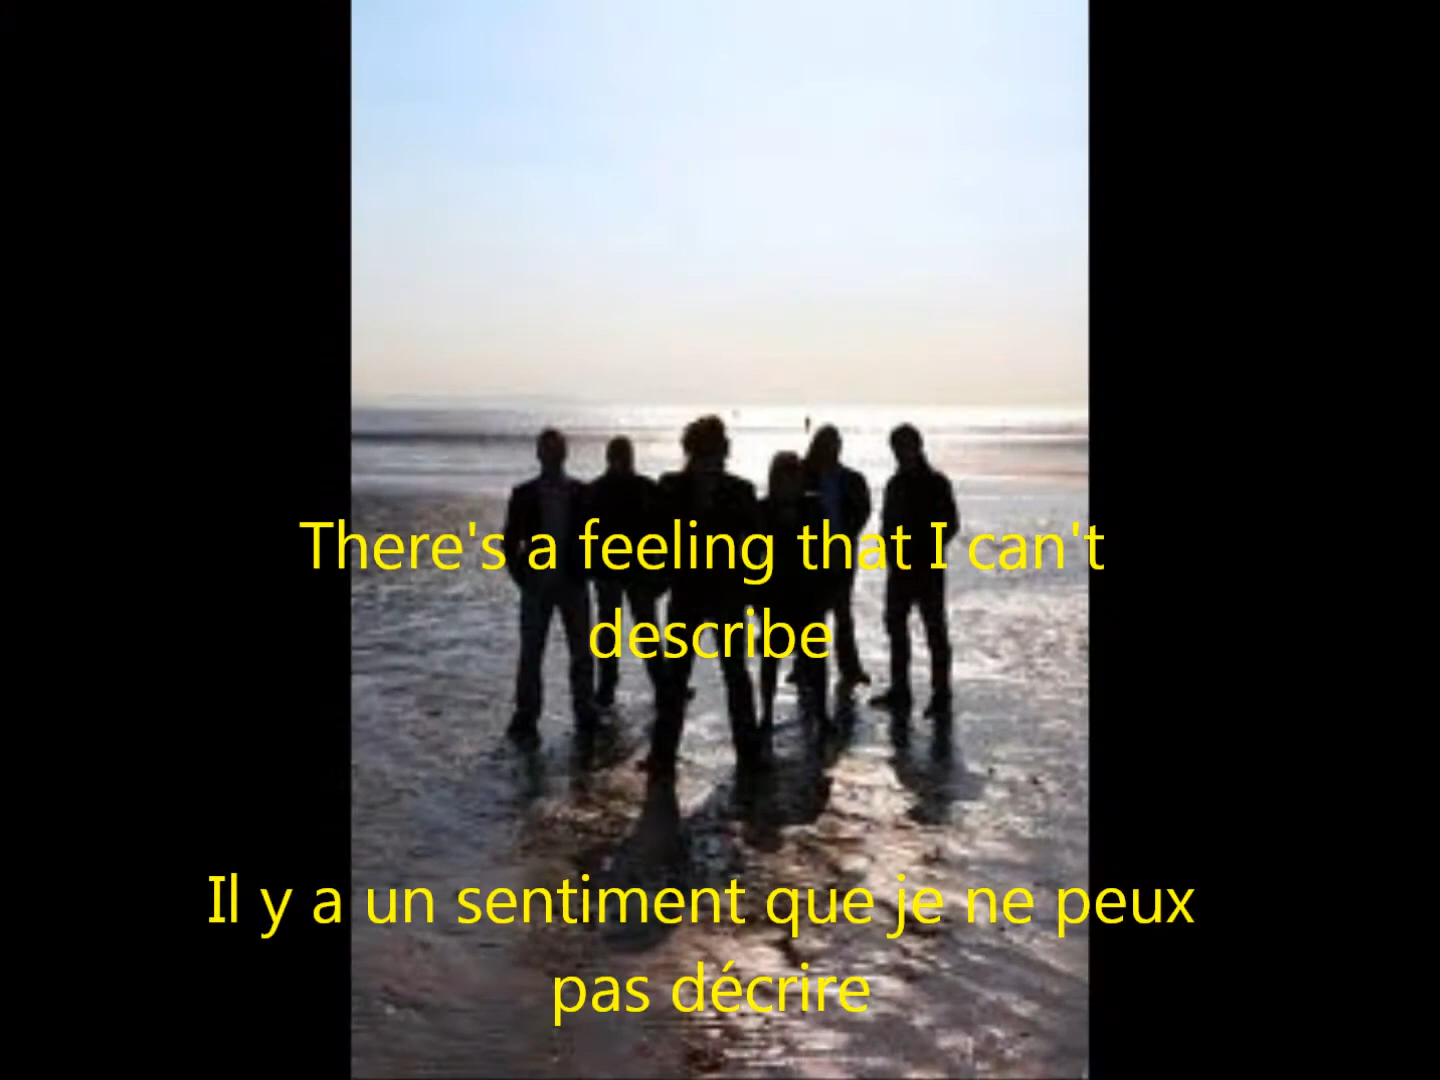 There's a feeling that I can't
describe
Il y a un sentiment que je ne peux
pas décrire